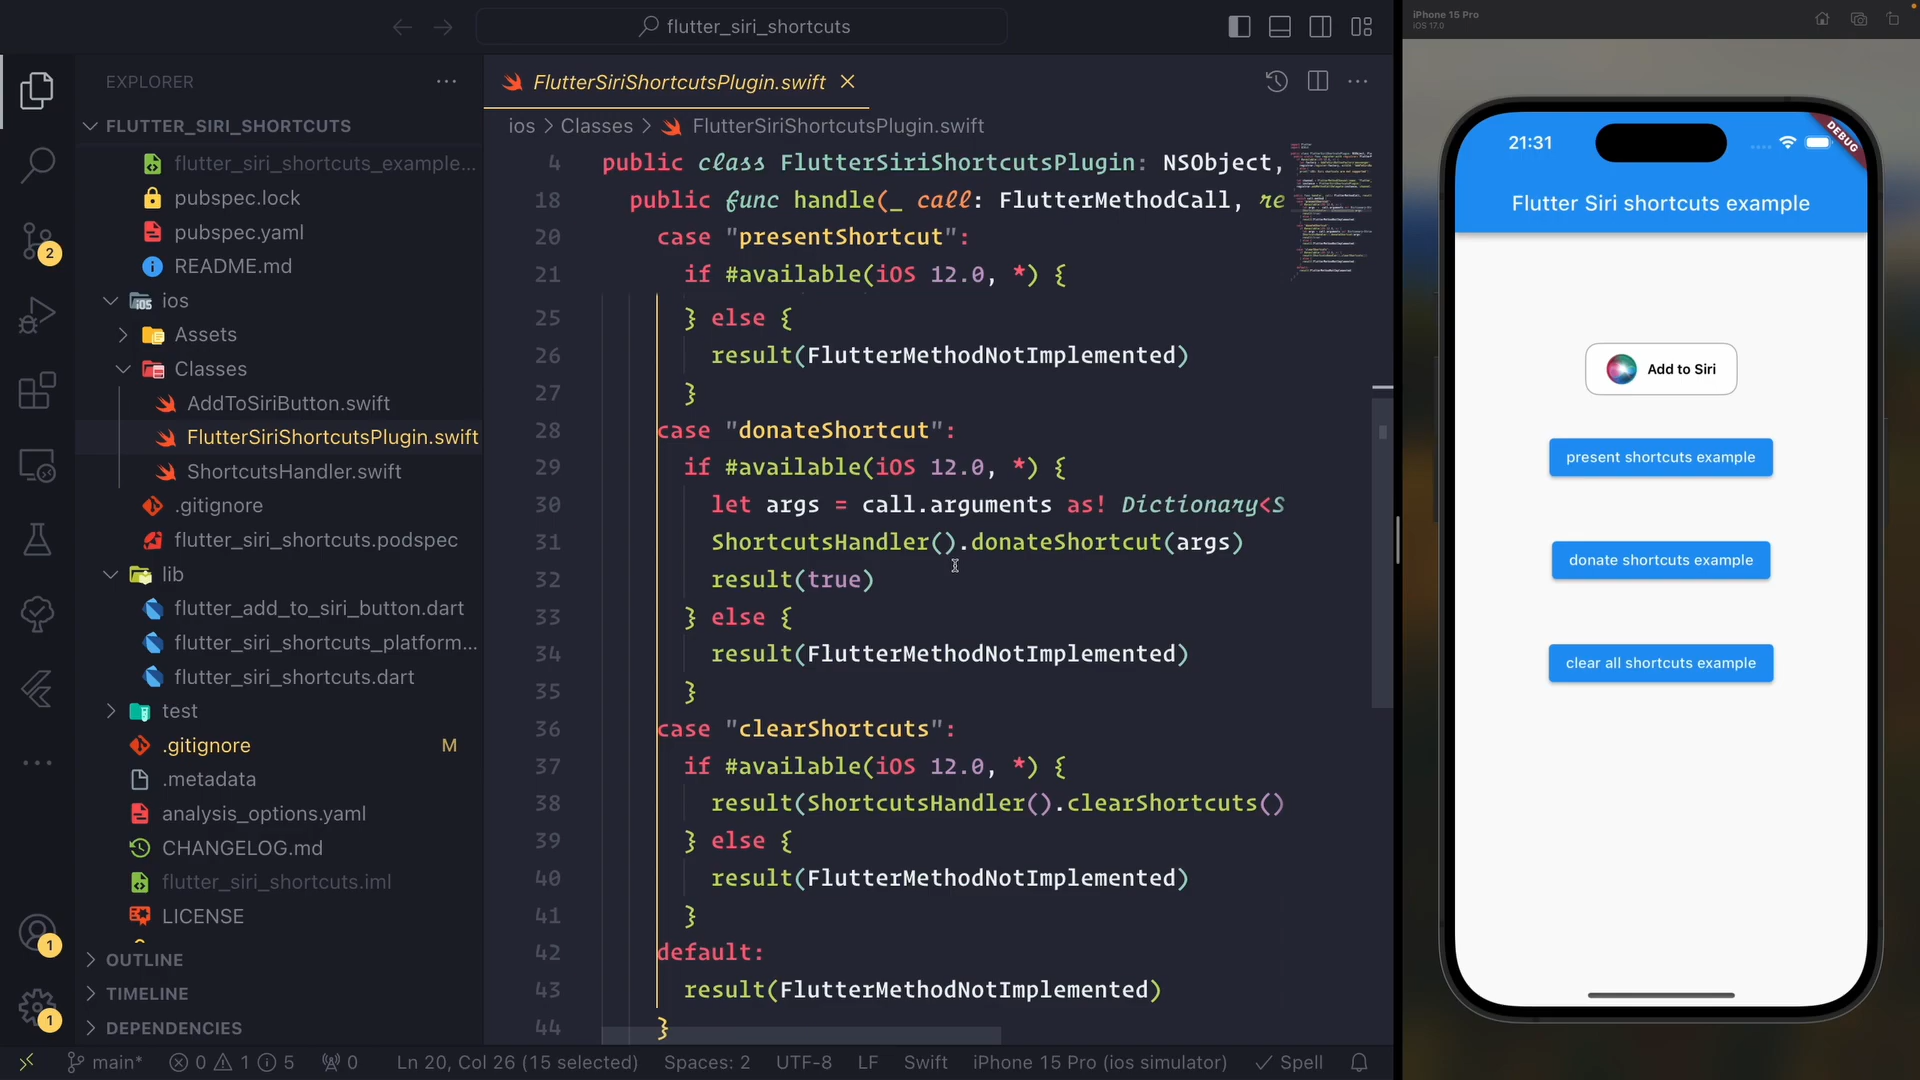 flutter_siri_shortcuts
iPhone 15 Pro
iOS 17.0
EXPLORER
FlutterSiriShortcutsPlugin.swift
FLUTTER_SIRI_SHORTCUTS
ios > Classes > FlutterSiriShortcutsPlugin.swift
flutter_siri_shortcuts_example...
pubspec.lock
pubspec.yaml
README.md
ios
Assets
Classes
AddToSiriButton.swift
FlutterSiriShortcutsPlugin.swift
ShortcutsHandler.swift
.gitignore
flutter_siri_shortcuts.podspec
lib
flutter_add_to_siri_button.dart
flutter_siri_shortcuts_platform...
flutter_siri_shortcuts.dart
test
.gitignore M
.metadata
analysis_options.yaml
CHANGELOG.md
flutter_siri_shortcuts.iml
LICENSE
OUTLINE
TIMELINE
DEPENDENCIES
2
1
1
4 public class FlutterSiriShortcutsPlugin: NSObject,
18 public func handle(_ call: FlutterMethodCall, re
20 case "presentShortcut":
21 if #available(iOS 12.0, *) {
25 } else {
26 result(FlutterMethodNotImplemented)
27 }
28 case "donateShortcut":
29 if #available(iOS 12.0, *) {
30 let args = call.arguments as! Dictionary<S
31 ShortcutsHandler().donateShortcut(args)
32 result(true)
33 } else {
34 result(FlutterMethodNotImplemented)
35 }
36 case "clearShortcuts":
37 if #available(iOS 12.0, *) {
38 result(ShortcutsHandler().clearShortcuts()
39 } else {
40 result(FlutterMethodNotImplemented)
41 }
42 default:
43 result(FlutterMethodNotImplemented)
44 }
main* 0 1 5 0 Ln 20, Col 26 (15 selected) Spaces: 2 UTF-8 LF Swift iPhone 15 Pro (ios simulator) Spell
21:31
DEBUG
Flutter Siri shortcuts example
Add to Siri
present shortcuts example
donate shortcuts example
clear all shortcuts example